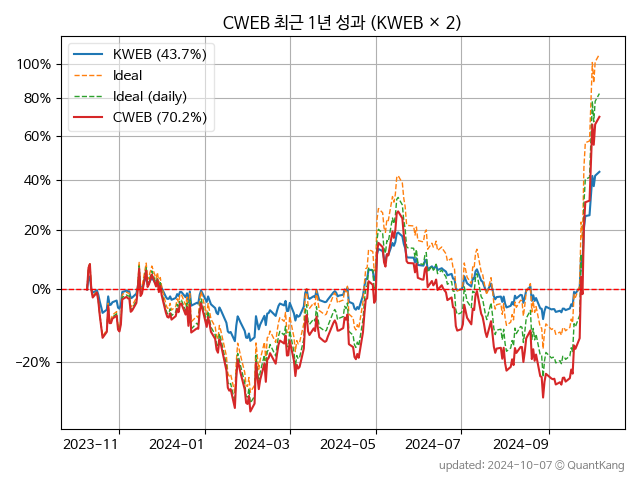 CWEB 최근 1년 성과 (KWEB × 2)
KWEB (43.7%)
Ideal
Ideal (daily)
CWEB (70.2%)
100%
80%
60%
40%
20%
0%
−20%
2023-11
2024-01
2024-03
2024-05
2024-07
2024-09
updated: 2024-10-07 © QuantKang